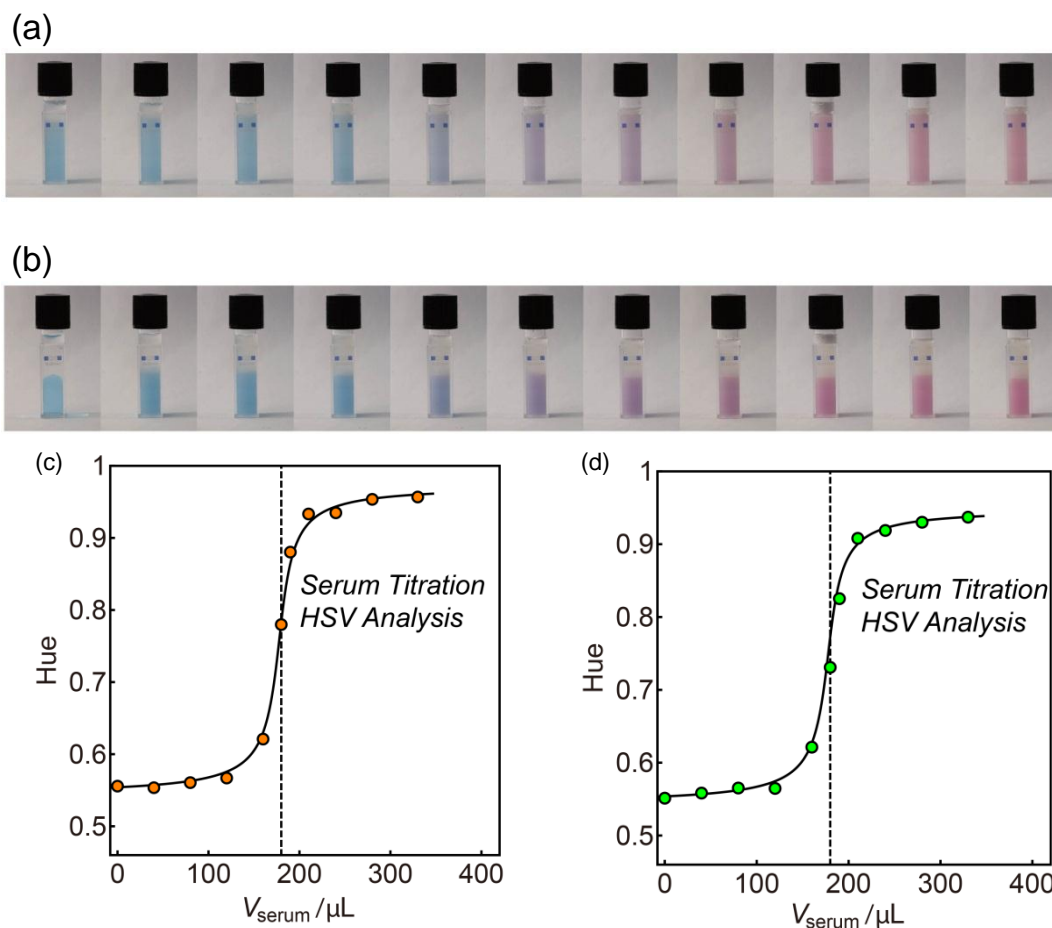 (a)
(b)
(c)
1
0.9
0.8
0.7
0.6
0.5
Hue
Serum Titration
HSV Analysis
0
100
200
300
400
Vserum /μL
(d)
1
0.9
0.8
0.7
0.6
0.5
Hue
Serum Titration
HSV Analysis
0
100
200
300
400
Vserum /μL